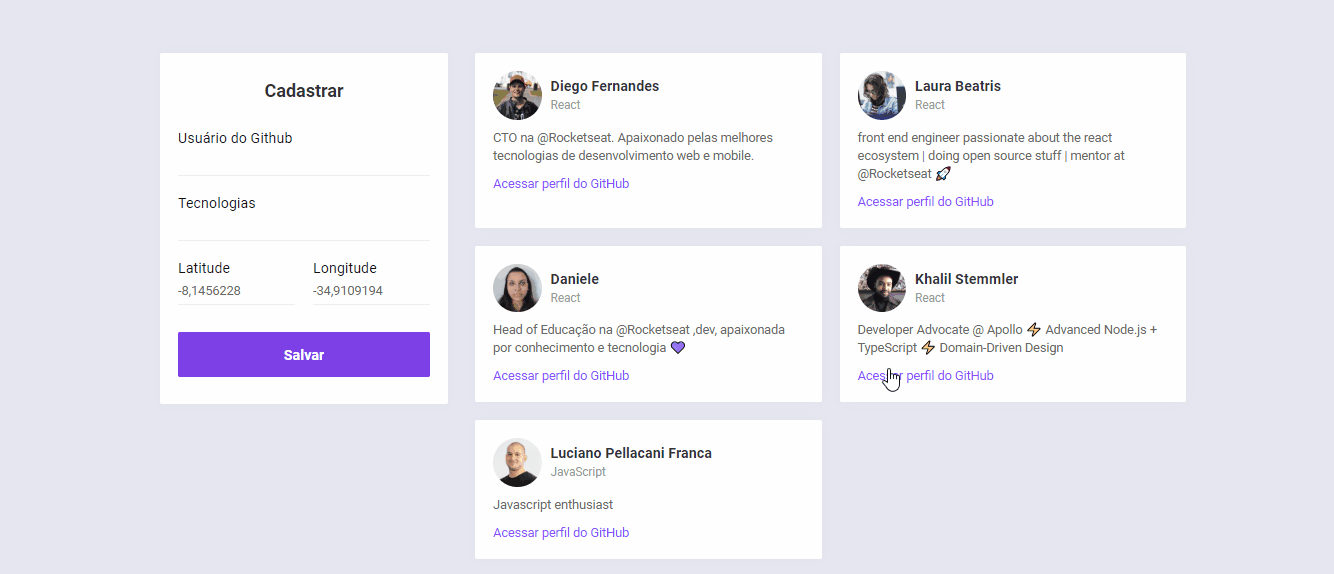 Cadastrar
Usuário do Github
Tecnologias
Latitude Longitude
-8,1456228 -34,9109194
Salvar
Diego Fernandes
React
CTO na @Rocketseat. Apaixonado pelas melhores
tecnologias de desenvolvimento web e mobile.
Acessar perfil do GitHub
Laura Beatris
React
front end engineer passionate about the react
ecosystem | doing open source stuff | mentor at
@Rocketseat 🚀
Acessar perfil do GitHub
Daniele
React
Head of Educação na @Rocketseat ,dev, apaixonada
por conhecimento e tecnologia 💜
Acessar perfil do GitHub
Khalil Stemmler
React
Developer Advocate @ Apollo ⚡ Advanced Node.js +
TypeScript ⚡ Domain-Driven Design
Acessar perfil do GitHub
Luciano Pellacani Franca
JavaScript
Javascript enthusiast
Acessar perfil do GitHub